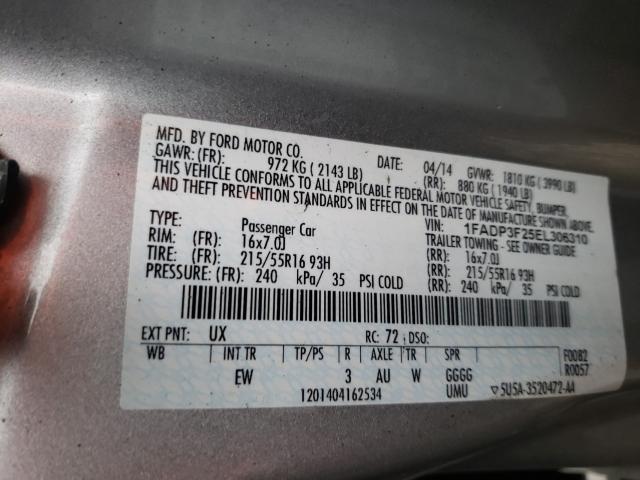 MFD. BY FORD MOTOR CO.
DATE: 04/14 GVWR: 1810 KG ( 3990 LB)
GAWR: (FR): 972 KG ( 2143 LB) (RR): 880 KG ( 1940 LB)
THIS VEHICLE CONFORMS TO ALL APPLICABLE FEDERAL MOTOR VEHICLE SAFETY, BUMPER,
AND THEFT PREVENTION STANDARDS IN EFFECT ON THE DATE OF MANUFACTURE SHOWN ABOVE.
VIN: 1FADP3F25EL306310
TYPE: Passenger Car TRAILER TOWING - SEE OWNER GUIDE
RIM: (FR): 16x7.0J (RR): 16x7.0J
TIRE: (FR): 215/55R16 93H (RR): 215/55R16 93H
PRESSURE: (FR): 240 kPa/ 35 PSI COLD (RR): 240 kPa/ 35 PSI COLD
EXT PNT: UX RC: 72 DSO:
WB INT TR TP/PS R AXLE TR SPR F0082
EW 3 AU W GGGG R0057
1201404162534 UMU ▽5U5A-3520472-AA